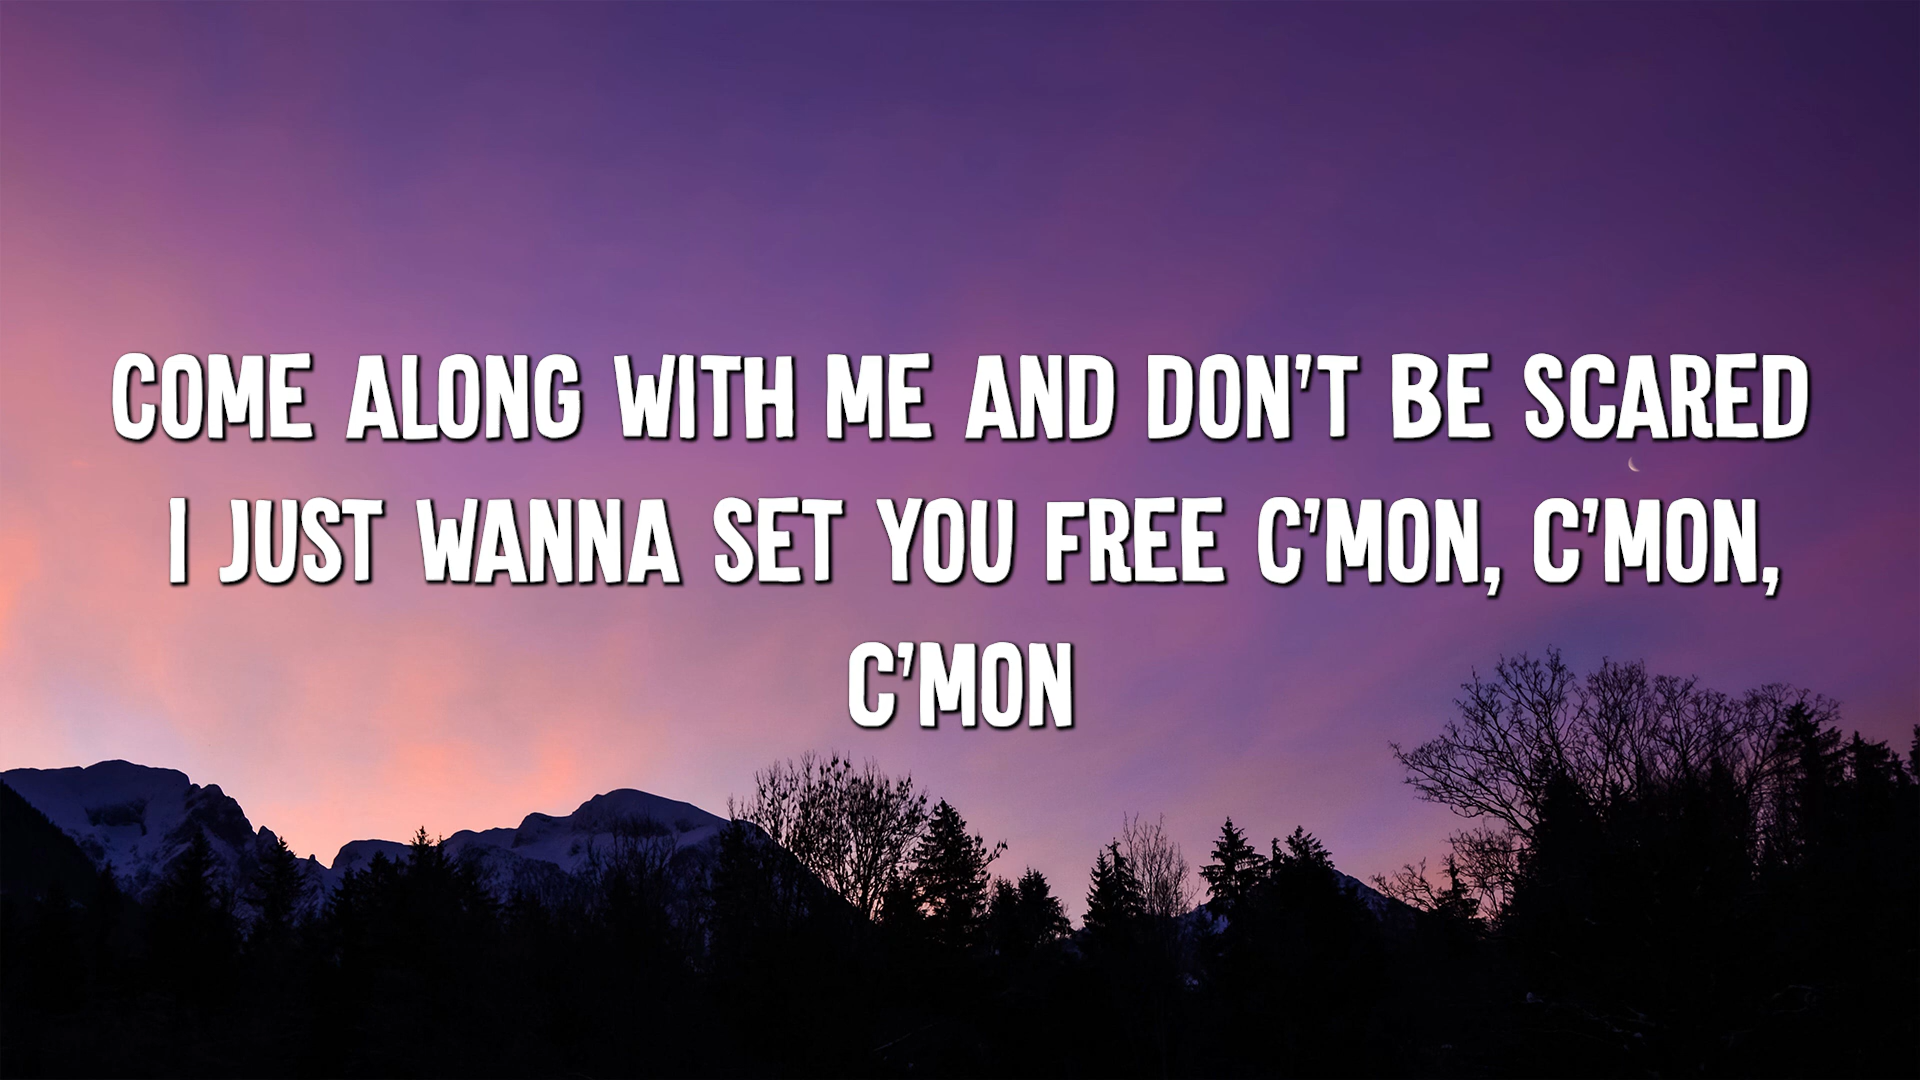 COME ALONG WITH ME AND DON'T BE SCARED
I JUST WANNA SET YOU FREE C'MON, C'MON,
C'MON